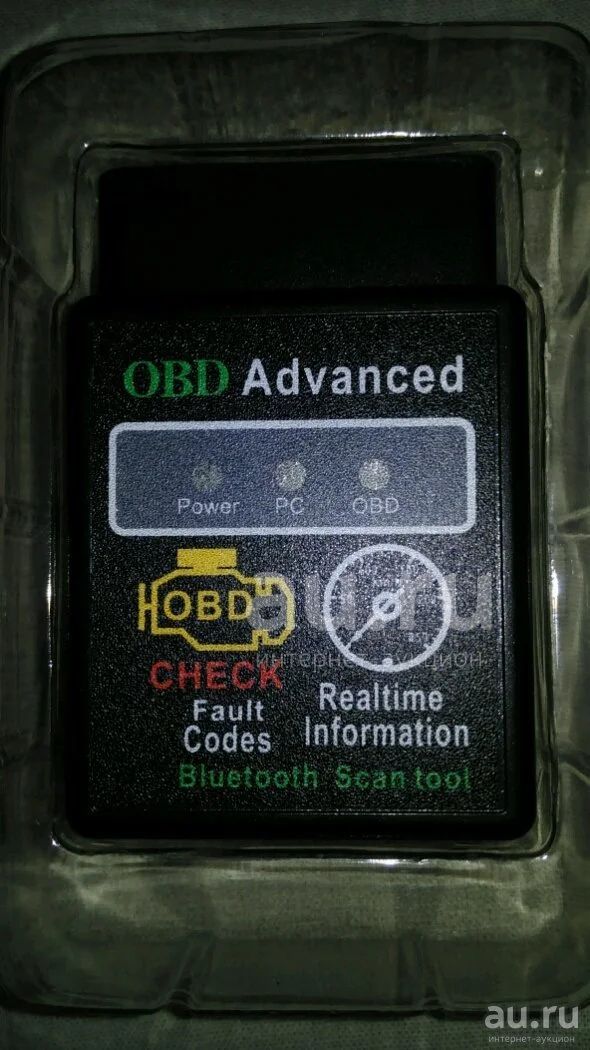 OBD Advanced
Power PC OBD
OBD
CHECK
Fault
Codes
Realtime
Information
Bluetooth Scan tool
au.ru
интернет-аукцион
au.ru
интернет-аукцион